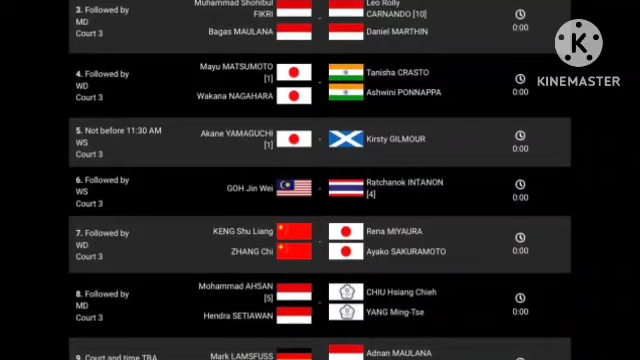 3. Followed by
MD
Court 3
Muhammad Shohibul
FIKRI
Bagas MAULANA
-
Leo Rolly
CARNANDO [10]
Daniel MARTHIN
0:00
4. Followed by
WD
Court 3
Mayu MATSUMOTO
[1]
Wakana NAGAHARA
-
Tanisha CRASTO
Ashwini PONNAPPA
0:00
5. Not before 11:30 AM
WS
Court 3
Akane YAMAGUCHI
[1]
-
Kirsty GILMOUR
0:00
6. Followed by
WS
Court 3
GOH Jin Wei
-
Ratchanok INTANON
[4]
0:00
7. Followed by
WD
Court 3
KENG Shu Liang
ZHANG Chi
-
Rena MIYAURA
Ayako SAKURAMOTO
0:00
8. Followed by
MD
Court 3
Mohammad AHSAN
[5]
Hendra SETIAWAN
-
CHIU Hsiang Chieh
YANG Ming-Tse
0:00
9. Court and time TBA
Mark LAMSFUSS
Adnan MAULANA
KINEMASTER